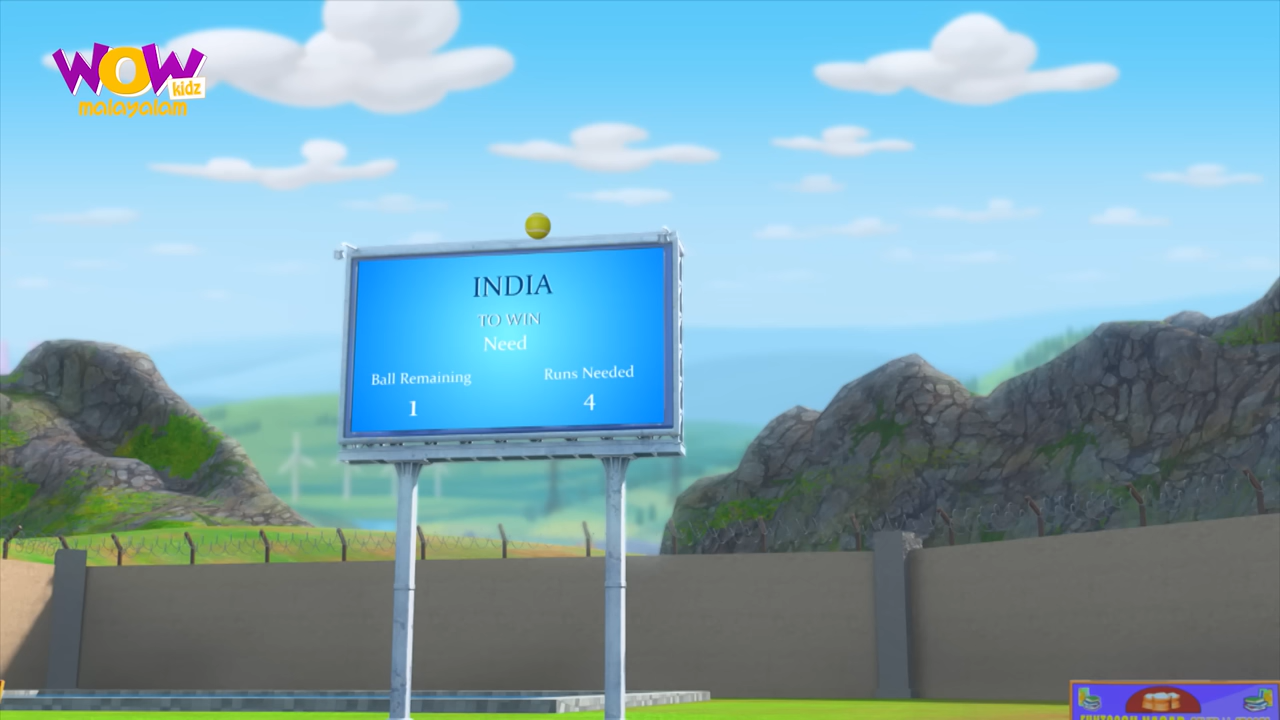 WOW
kidz
malayalam
INDIA
TO WIN
Need
Ball Remaining
Runs Needed
1
4